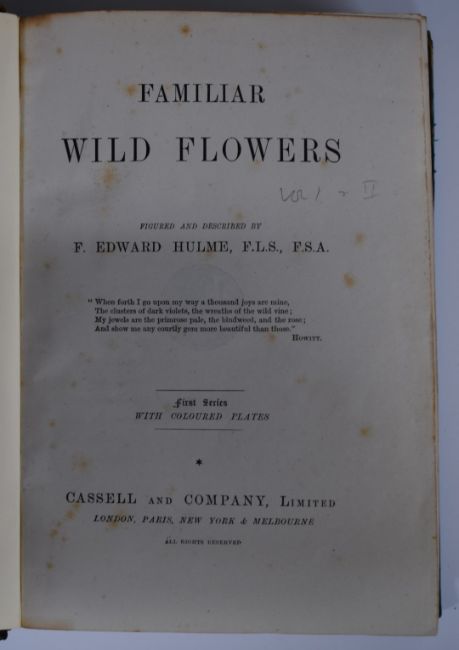 FAMILIAR
WILD FLOWERS
Vol I & II
FIGURED AND DESCRIBED BY
F. EDWARD HULME, F.L.S., F.S.A.
"When forth I go upon my way a thousand joys are mine,
The clusters of dark violets, the wreaths of the wild vine;
My jewels are the primrose pale, the bindweed, and the rose;
And show me any courtly gem more beautiful than those."
HOWITT.
First Series
WITH COLOURED PLATES
*
CASSELL AND COMPANY, LIMITED
LONDON, PARIS, NEW YORK & MELBOURNE
ALL RIGHTS RESERVED